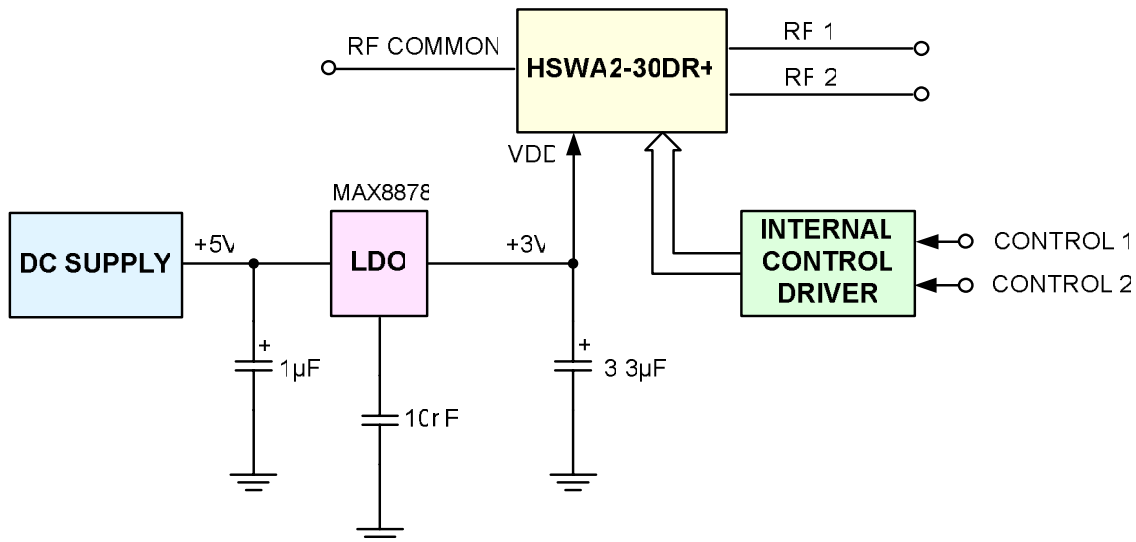 RF COMMON
HSWA2-30DR+
RF 1
RF 2
VDD
MAX8878
DC SUPPLY
+5V
LDO
+3V
INTERNAL
CONTROL
DRIVER
CONTROL 1
CONTROL 2
+
1µF
+
3.3µF
10nF